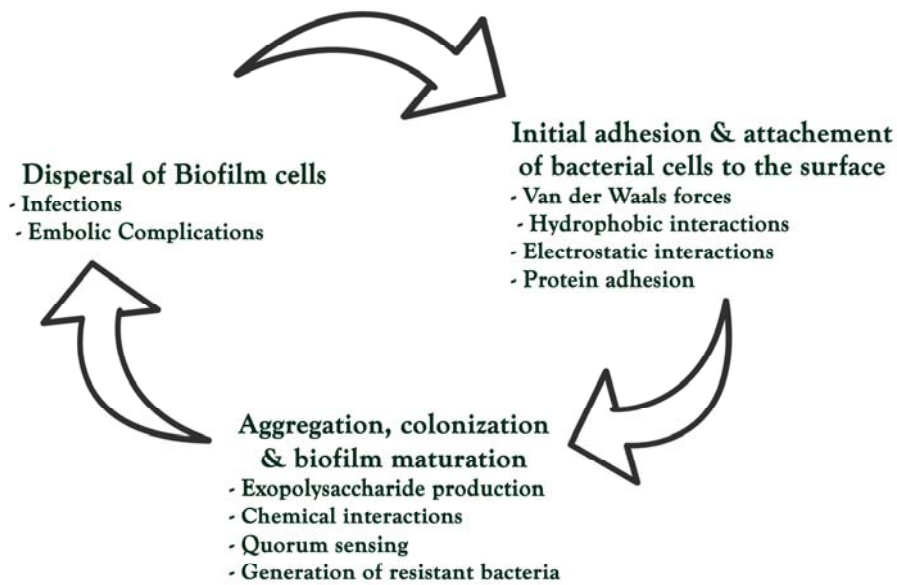 Initial adhesion & attachement
of bacterial cells to the surface
- Van der Waals forces
- Hydrophobic interactions
- Electrostatic interactions
- Protein adhesion
Aggregation, colonization
& biofilm maturation
- Exopolysaccharide production
- Chemical interactions
- Quorum sensing
- Generation of resistant bacteria
Dispersal of Biofilm cells
- Infections
- Embolic Complications